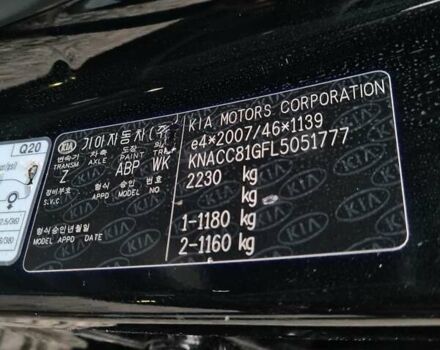 Q20
KIA 기아자동차(주)
변속기 차축 도장
TRANSM AXLE PAINT TRIM
Z ABP WK
정비부호 형식 승인번호
S.V.C MODEL APPD NO
형식승인년월일
MODEL APPD DATE
KIA MOTORS CORPORATION
e4*2007/46*1139
KNACC81GFL5051777
2230 kg
kg
1-1180 kg
2-1160 kg